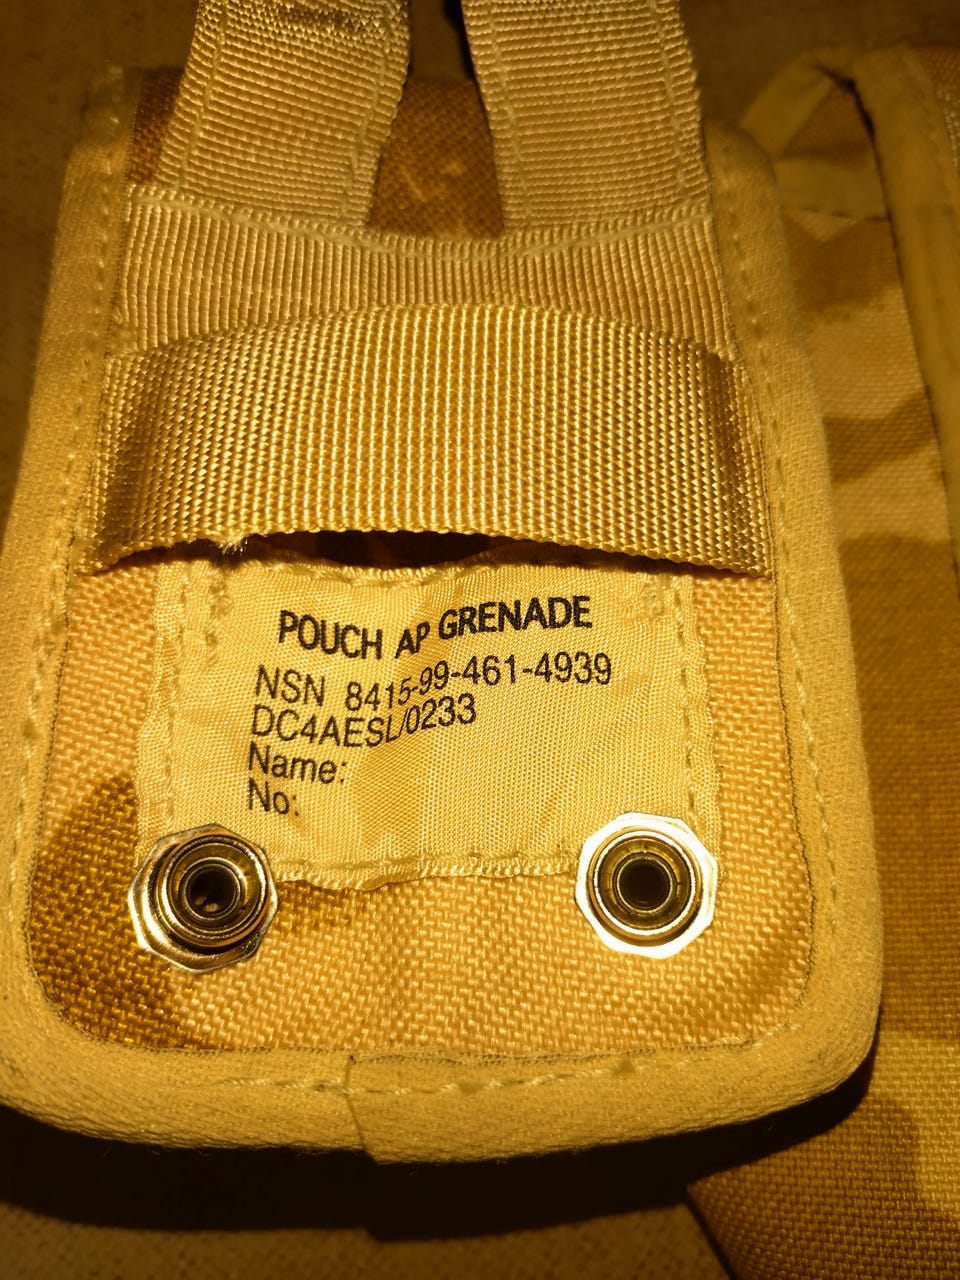 POUCH AP GRENADE
NSN 8415-99-461-4939
DC4AESL/0233
Name:
No: